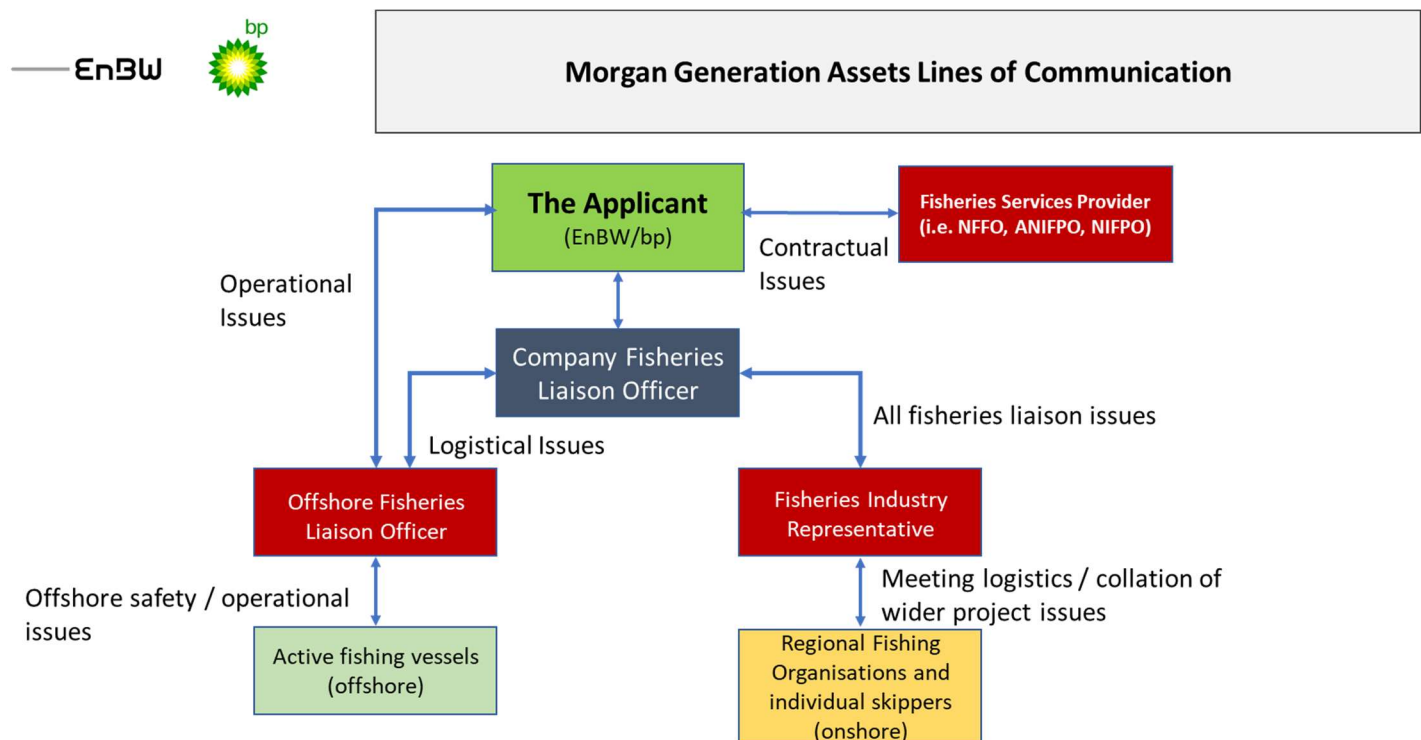 bp
EnBW
Morgan Generation Assets Lines of Communication
The Applicant
(EnBW/bp)
Fisheries Services Provider
(i.e. NFFO, ANIFPO, NIFPO)
Contractual
Issues
Operational
Issues
Company Fisheries
Liaison Officer
All fisheries liaison issues
Logistical Issues
Offshore Fisheries
Liaison Officer
Fisheries Industry
Representative
Offshore safety / operational
issues
Meeting logistics / collation of
wider project issues
Active fishing vessels
(offshore)
Regional Fishing
Organisations and
individual skippers
(onshore)